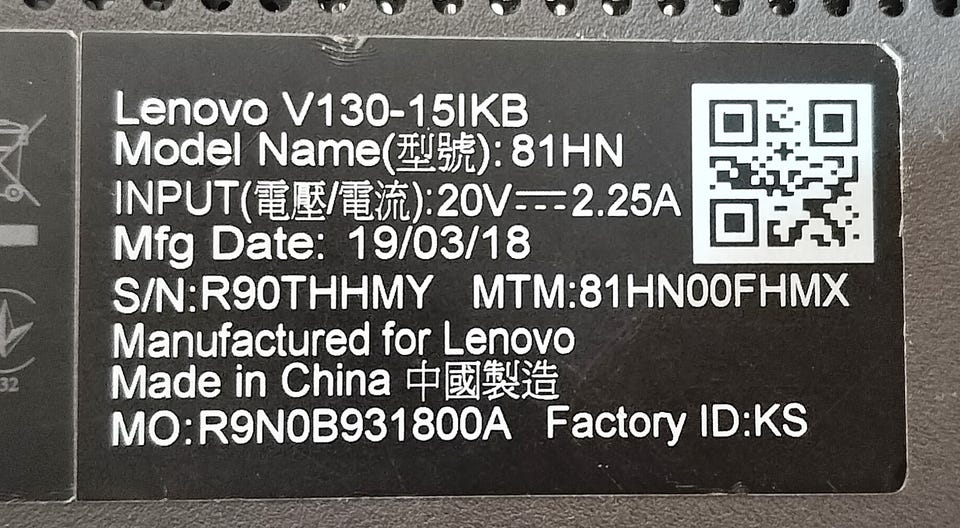 Lenovo V130-15IKB
Model Name(型號): 81HN
INPUT(電壓/電流):20V⎓2.25A
Mfg Date: 19/03/18
S/N:R90THHMY MTM:81HN00FHMX
Manufactured for Lenovo
Made in China 中國製造
MO:R9N0B931800A Factory ID:KS
32